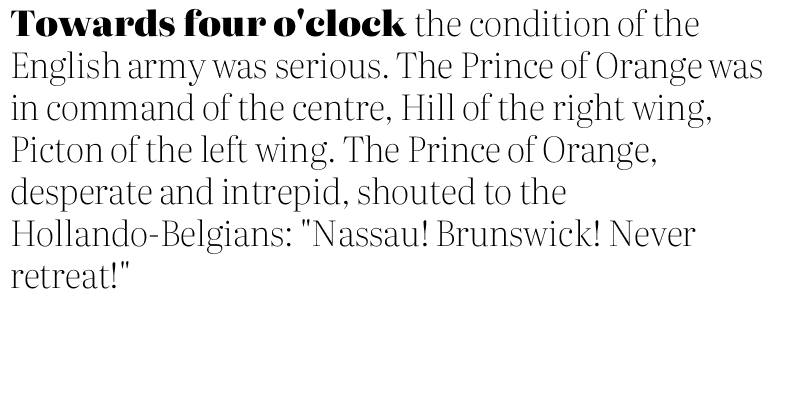 Towards four o'clock the condition of the
English army was serious. The Prince of Orange was
in command of the centre, Hill of the right wing,
Picton of the left wing. The Prince of Orange,
desperate and intrepid, shouted to the
Hollando-Belgians: "Nassau! Brunswick! Never
retreat!"